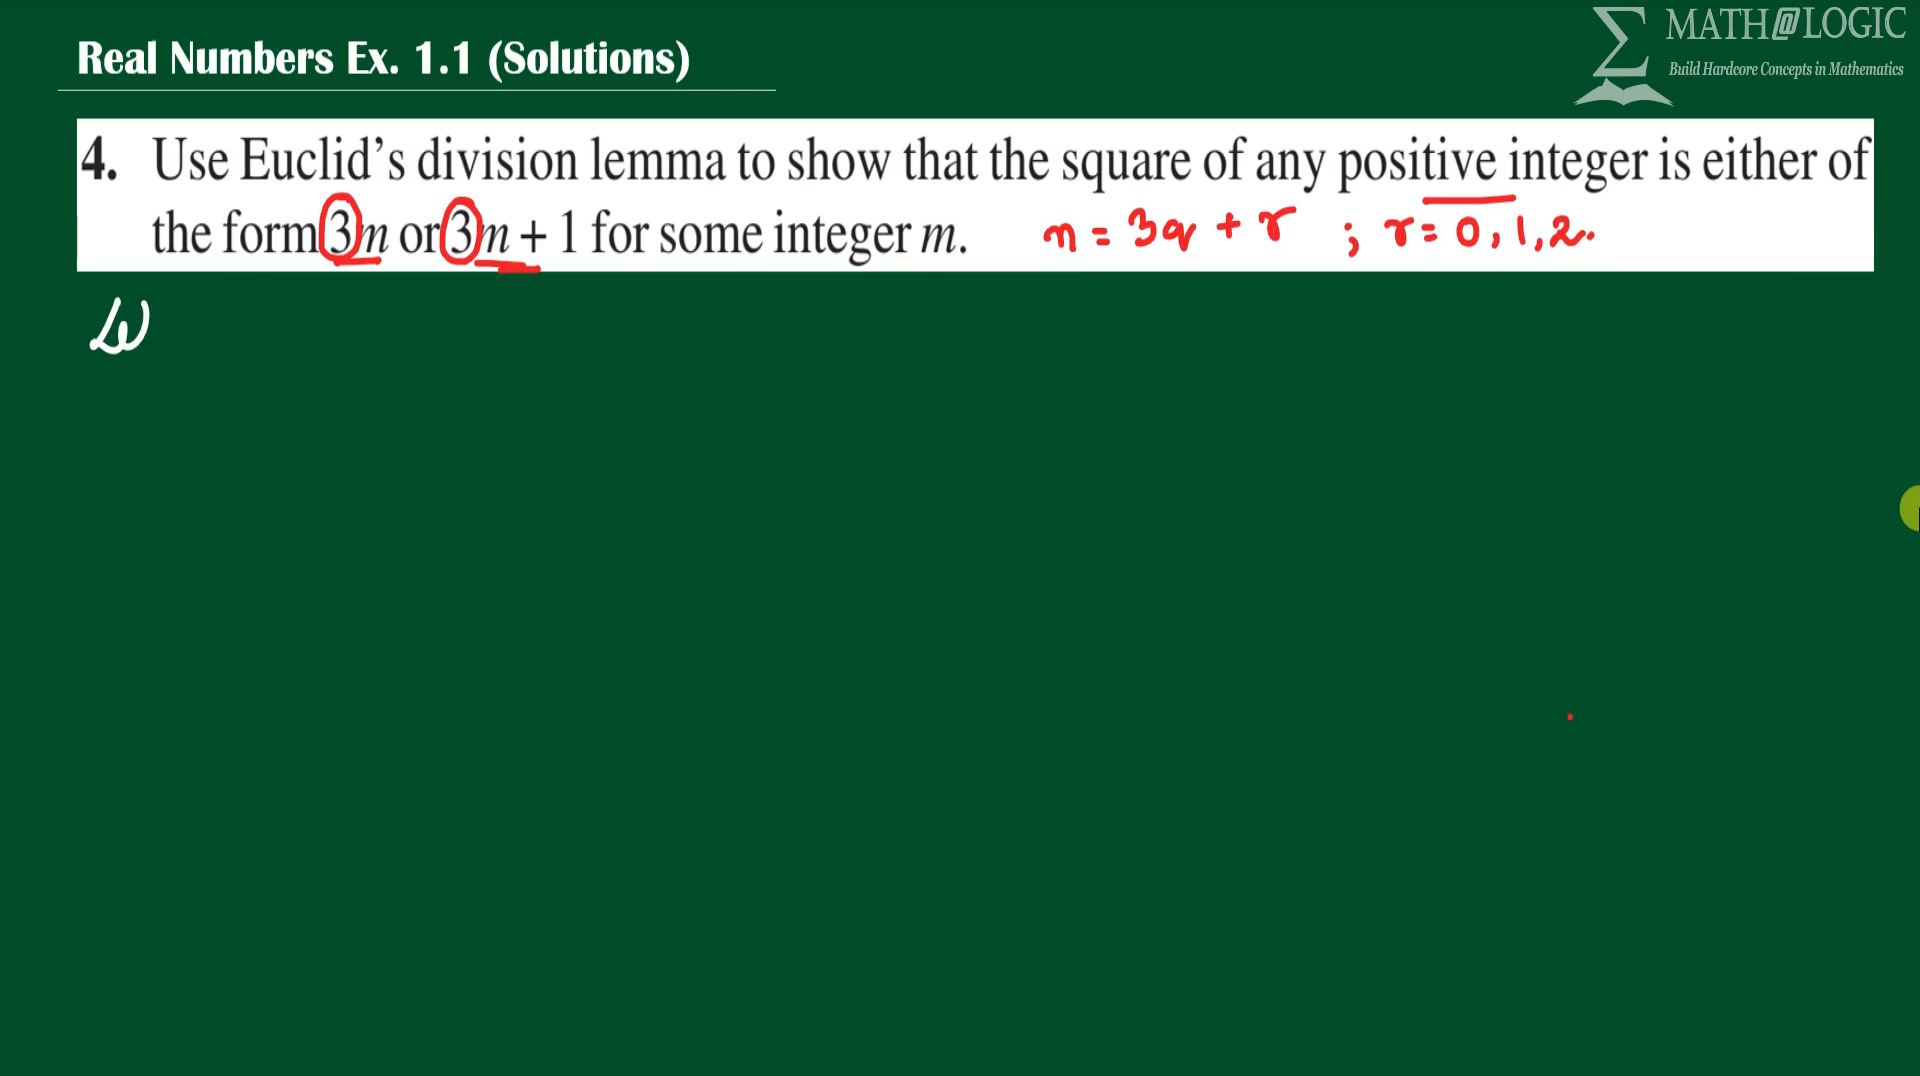 Real Numbers Ex. 1.1 (Solutions)
MATH@LOGIC
Build Hardcore Concepts in Mathematics
4. Use Euclid’s division lemma to show that the square of any positive integer is either of
the form 3m or 3m + 1 for some integer m. n = 3q + r ; r = 0, 1, 2.